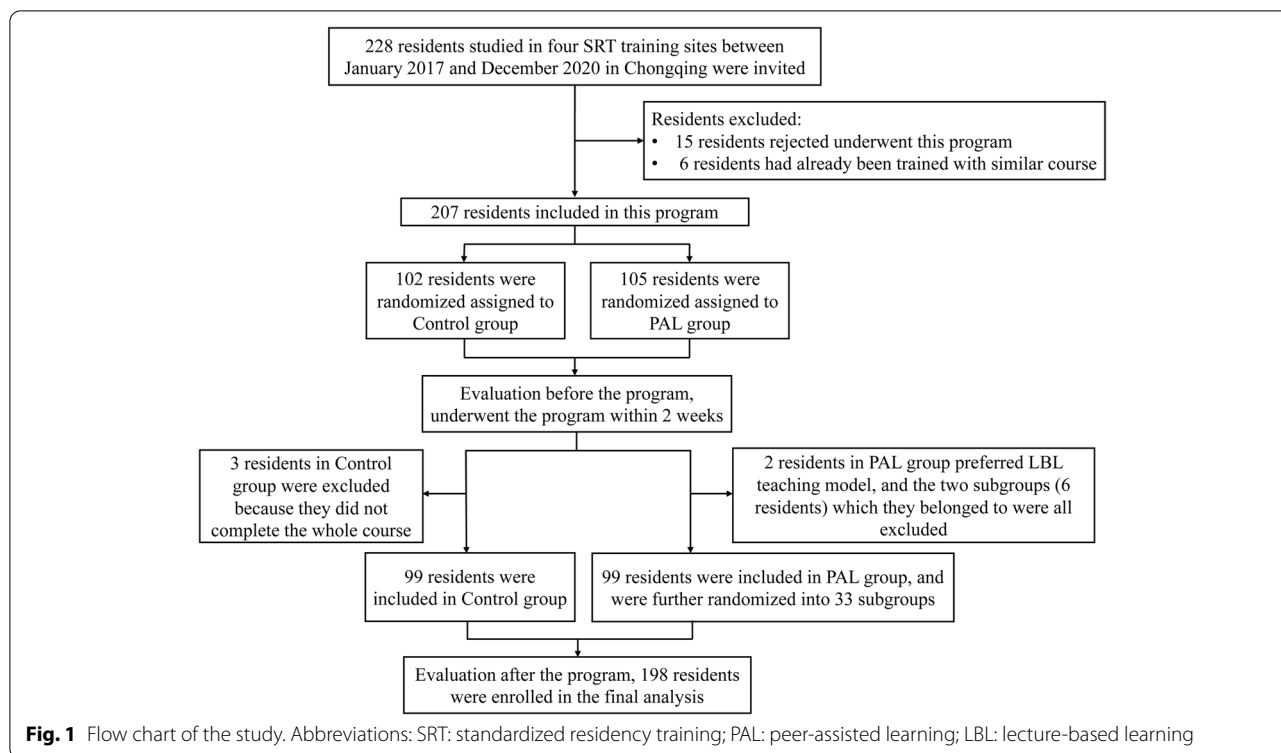 228 residents studied in four SRT training sites between
January 2017 and December 2020 in Chongqing were invited
Residents excluded:
• 15 residents rejected underwent this program
• 6 residents had already been trained with similar course
207 residents included in this program
102 residents were
randomized assigned to
Control group
105 residents were
randomized assigned to
PAL group
Evaluation before the program,
underwent the program within 2 weeks
3 residents in Control
group were excluded
because they did not
complete the whole course
2 residents in PAL group preferred LBL
teaching model, and the two subgroups (6
residents) which they belonged to were all
excluded
99 residents were
included in Control group
99 residents were included in PAL group, and
were further randomized into 33 subgroups
Evaluation after the program, 198 residents
were enrolled in the final analysis
Fig. 1 Flow chart of the study. Abbreviations: SRT: standardized residency training; PAL: peer-assisted learning; LBL: lecture-based learning